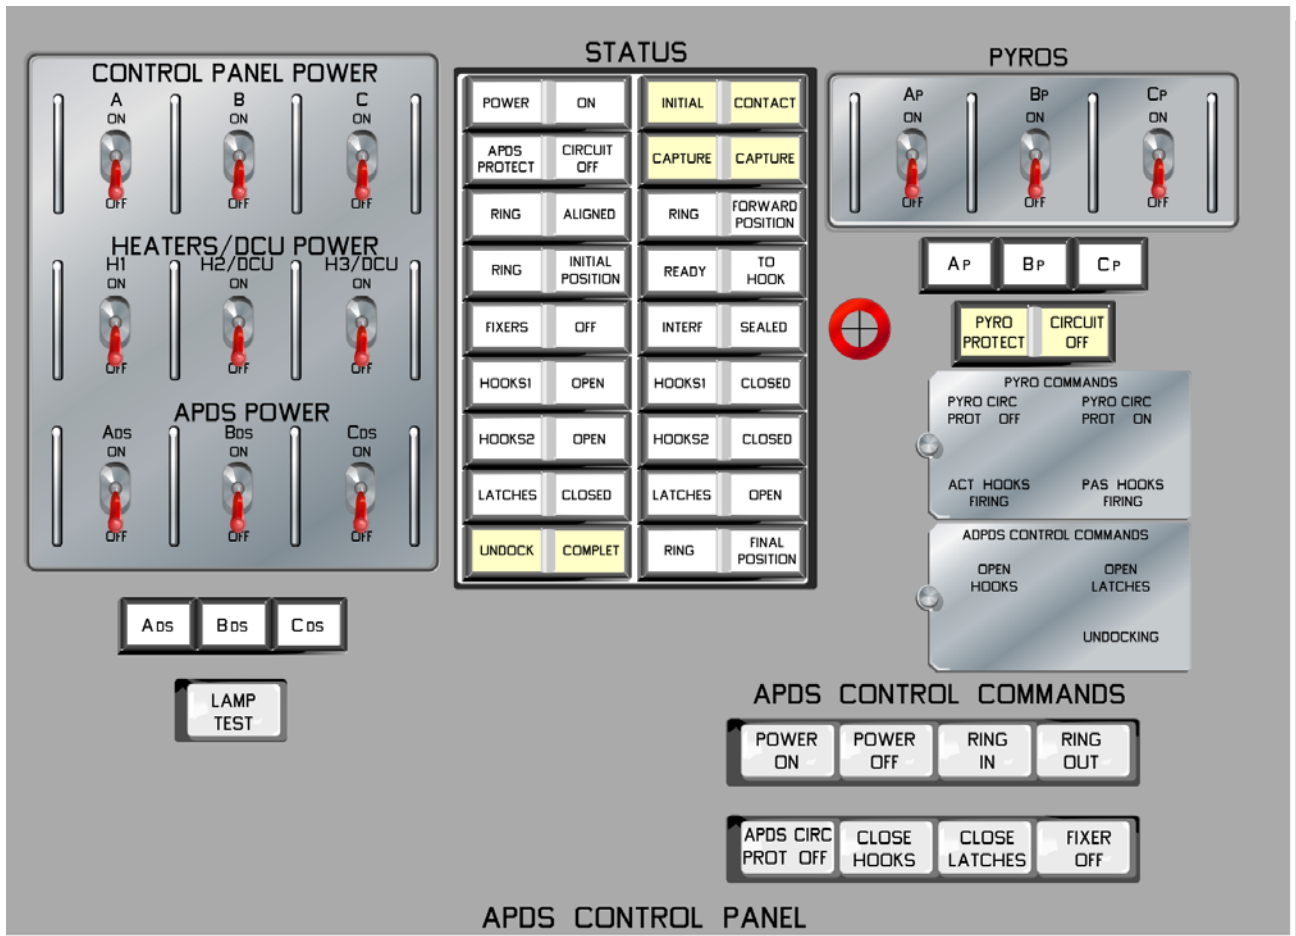 STATUS
PYROS
CONTROL PANEL POWER
A B C
ON ON ON
OFF OFF OFF
HEATERS/DCU POWER
H1 H2/DCU H3/DCU
ON ON ON
OFF OFF OFF
APDS POWER
ADS BDS CDS
ON ON ON
OFF OFF OFF
ADS BDS CDS
LAMP
TEST
POWER ON
INITIAL CONTACT
APDS
PROTECT
CIRCUIT
OFF
CAPTURE CAPTURE
RING ALIGNED
RING
FORWARD
POSITION
RING
INITIAL
POSITION
READY
TO
HOOK
FIXERS OFF
INTERF SEALED
HOOKS1 OPEN
HOOKS1 CLOSED
HOOKS2 OPEN
HOOKS2 CLOSED
LATCHES CLOSED
LATCHES OPEN
UNDOCK COMPLET
RING
FINAL
POSITION
AP BP CP
ON ON ON
OFF OFF OFF
AP BP CP
PYRO
PROTECT
CIRCUIT
OFF
PYRO COMMANDS
PYRO CIRC
PROT OFF
PYRO CIRC
PROT ON
ACT HOOKS
FIRING
PAS HOOKS
FIRING
ADPDS CONTROL COMMANDS
OPEN
HOOKS
OPEN
LATCHES
UNDOCKING
APDS CONTROL COMMANDS
POWER
ON
POWER
OFF
RING
IN
RING
OUT
APDS CIRC
PROT OFF
CLOSE
HOOKS
CLOSE
LATCHES
FIXER
OFF
APDS CONTROL PANEL